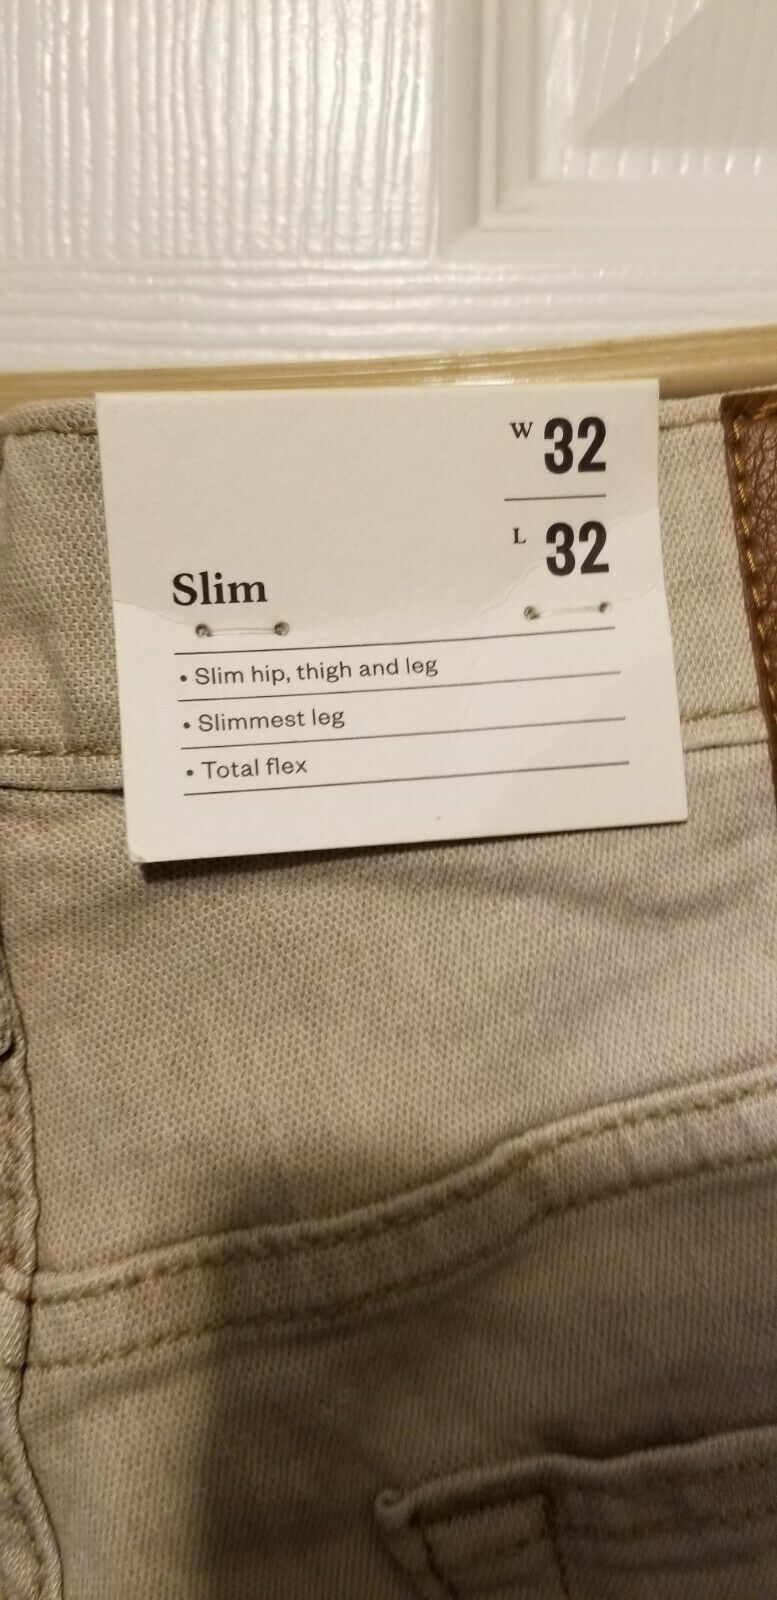 W 32
L 32
Slim
• Slim hip, thigh and leg
• Slimmest leg
• Total flex